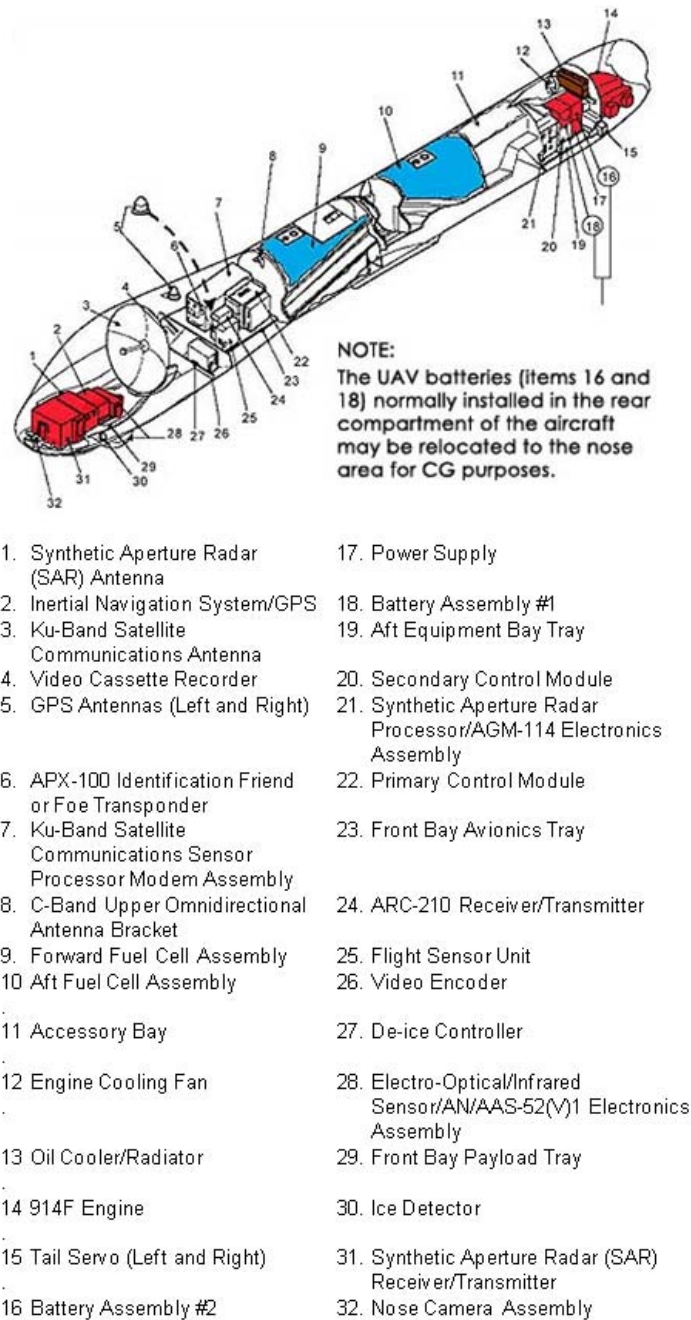 14
13
12
11
10
9
8
7
6
5
4
3
2
1
15
16
17
18
19
20
21
22
23
24
25
26
27
28
29
30
31
32
NOTE:
The UAV batteries (items 16 and
18) normally installed in the rear
compartment of the aircraft
may be relocated to the nose
area for CG purposes.
1. Synthetic Aperture Radar
(SAR) Antenna
17. Power Supply
2. Inertial Navigation System/GPS
18. Battery Assembly #1
3. Ku-Band Satellite
Communications Antenna
19. Aft Equipment Bay Tray
4. Video Cassette Recorder
20. Secondary Control Module
5. GPS Antennas (Left and Right)
21. Synthetic Aperture Radar
Processor/AGM-114 Electronics
Assembly
6. APX-100 Identification Friend
or Foe Transponder
22. Primary Control Module
7. Ku-Band Satellite
Communications Sensor
Processor Modem Assembly
23. Front Bay Avionics Tray
8. C-Band Upper Omnidirectional
Antenna Bracket
24. ARC-210 Receiver/Transmitter
9. Forward Fuel Cell Assembly
25. Flight Sensor Unit
10 Aft Fuel Cell Assembly
.
26. Video Encoder
11 Accessory Bay
.
27. De-ice Controller
12 Engine Cooling Fan
.
28. Electro-Optical/Infrared
Sensor/AN/AAS-52(V)1 Electronics
Assembly
13 Oil Cooler/Radiator
.
29. Front Bay Payload Tray
14 914F Engine
.
30. Ice Detector
15 Tail Servo (Left and Right)
.
31. Synthetic Aperture Radar (SAR)
Receiver/Transmitter
16 Battery Assembly #2
32. Nose Camera Assembly